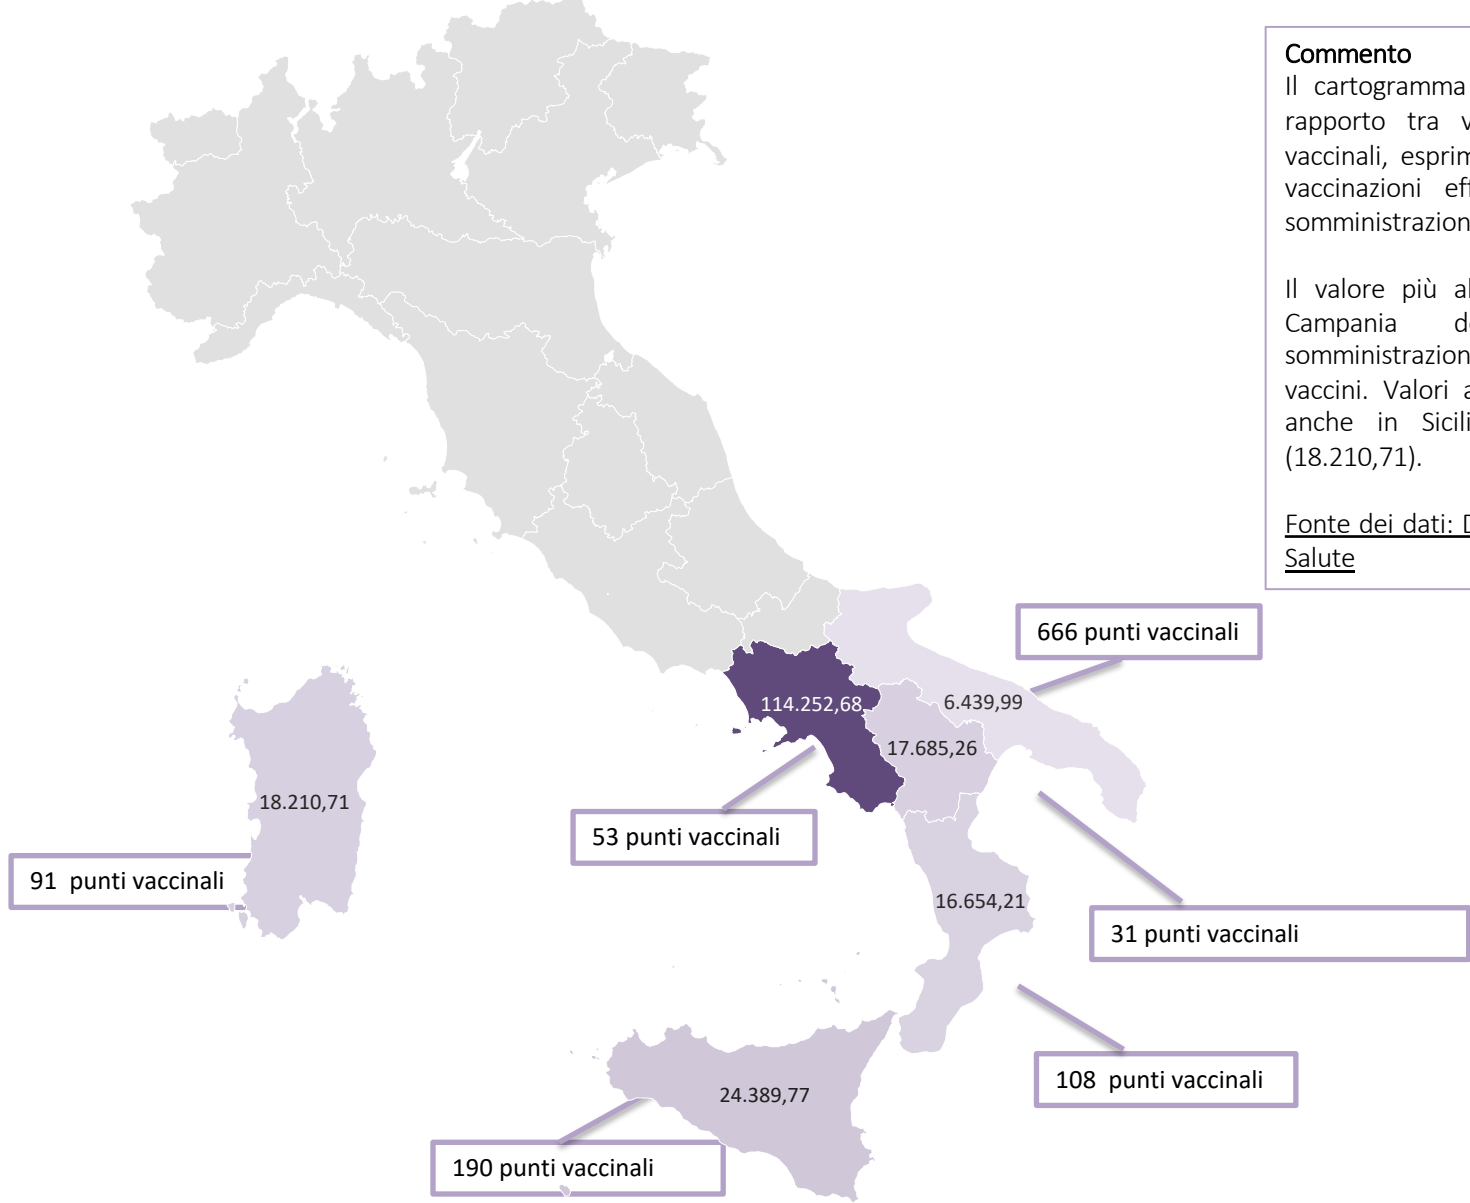 Commento
Il cartogramma
rapporto tra
vaccinali,
vaccinazioni
Il valore più
Campania
vaccini. Valori
anche in
(18.210,71).
Fonte dei dati:
Salute
666 punti vaccinali
114.252,68
6.439,99
17.685,26
18.210,71
53 punti vaccinali
91 punti vaccinali
16.654,21
31 punti vaccinali
108 punti vaccinali
24.389,77
190 punti vaccinali